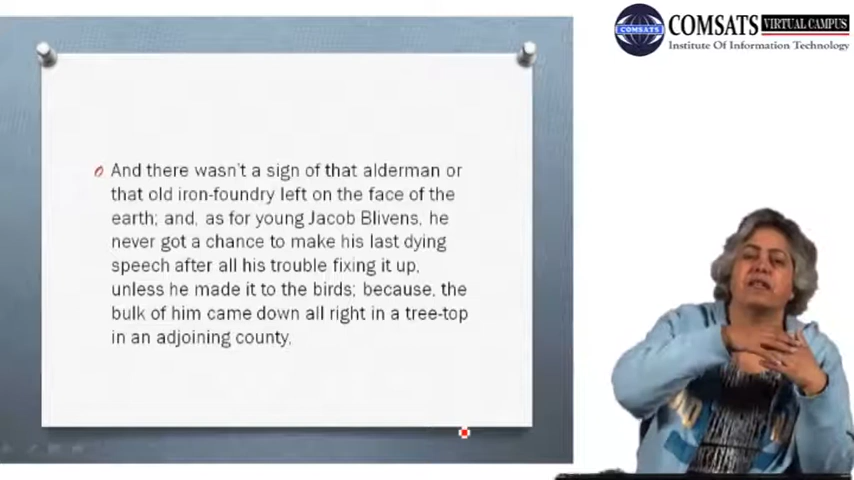 COMSATS
COMSATS VIRTUAL CAMPUS
Institute Of Information Technology
And there wasn't a sign of that alderman or
that old iron-foundry left on the face of the
earth; and, as for young Jacob Blivens, he
never got a chance to make his last dying
speech after all his trouble fixing it up,
unless he made it to the birds; because, the
bulk of him came down all right in a tree-top
in an adjoining county,